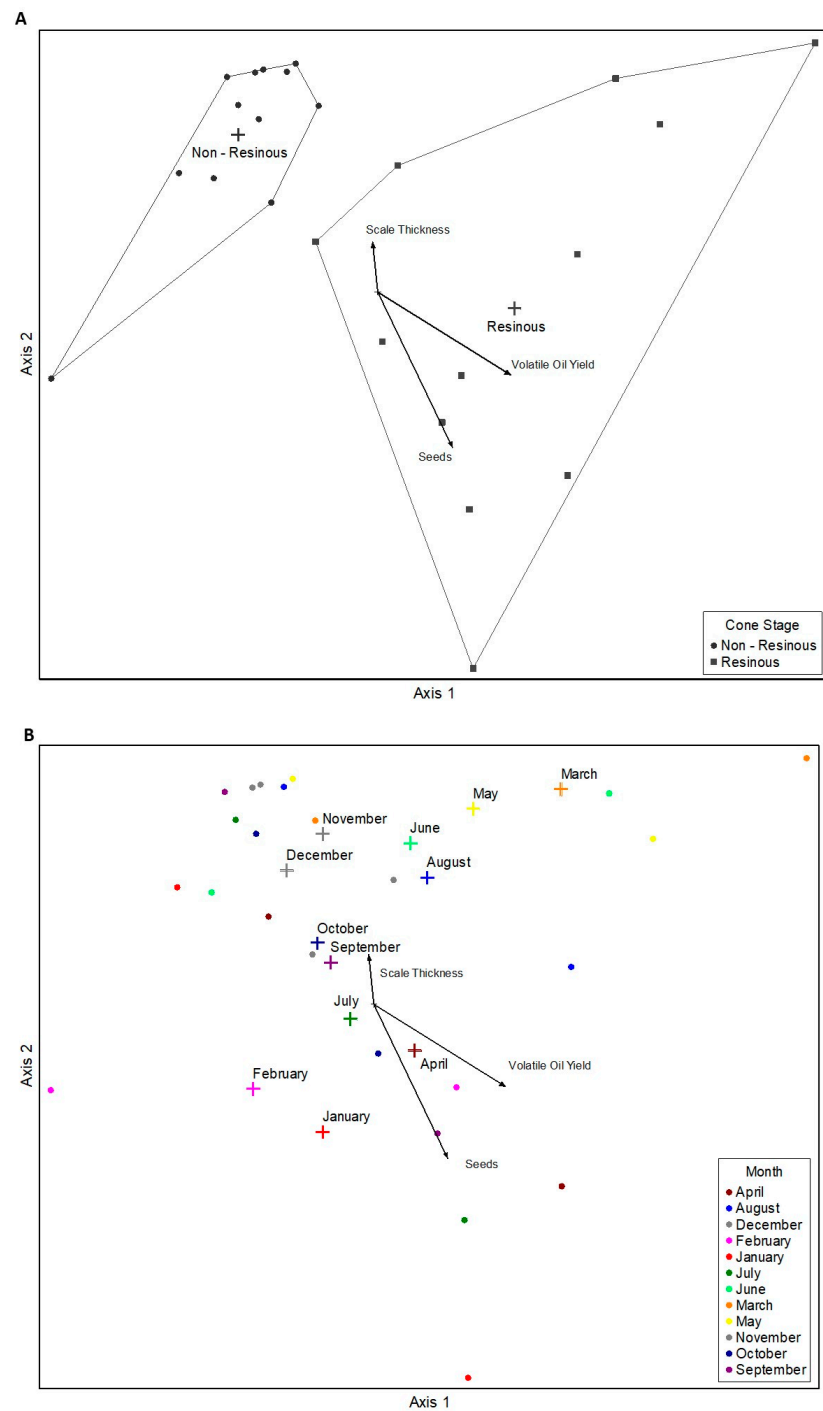 A
Non - Resinous
Scale Thickness
Resinous
Volatile Oil Yield
Seeds
Axis 2
Cone Stage
Non - Resinous
Resinous
Axis 1
B
March
May
November
June
December
August
October
September
Scale Thickness
July
April
Volatile Oil Yield
February
January
Seeds
Axis 2
Month
April
August
December
February
January
July
June
March
May
November
October
September
Axis 1